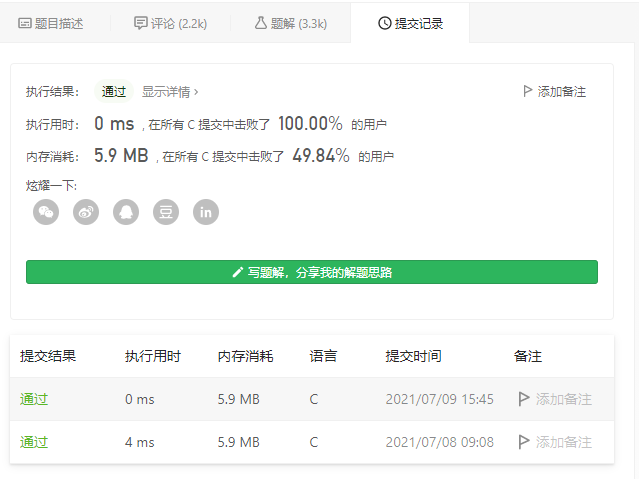 题目描述 评论 (2.2k) 题解 (3.3k) 提交记录
执行结果： 通过 显示详情 › 添加备注
执行用时： 0 ms , 在所有 C 提交中击败了 100.00% 的用户
内存消耗： 5.9 MB , 在所有 C 提交中击败了 49.84% 的用户
炫耀一下:
豆 in
写题解，分享我的解题思路
提交结果 执行用时 内存消耗 语言 提交时间 备注
通过 0 ms 5.9 MB C 2021/07/09 15:45 添加备注
通过 4 ms 5.9 MB C 2021/07/08 09:08 添加备注